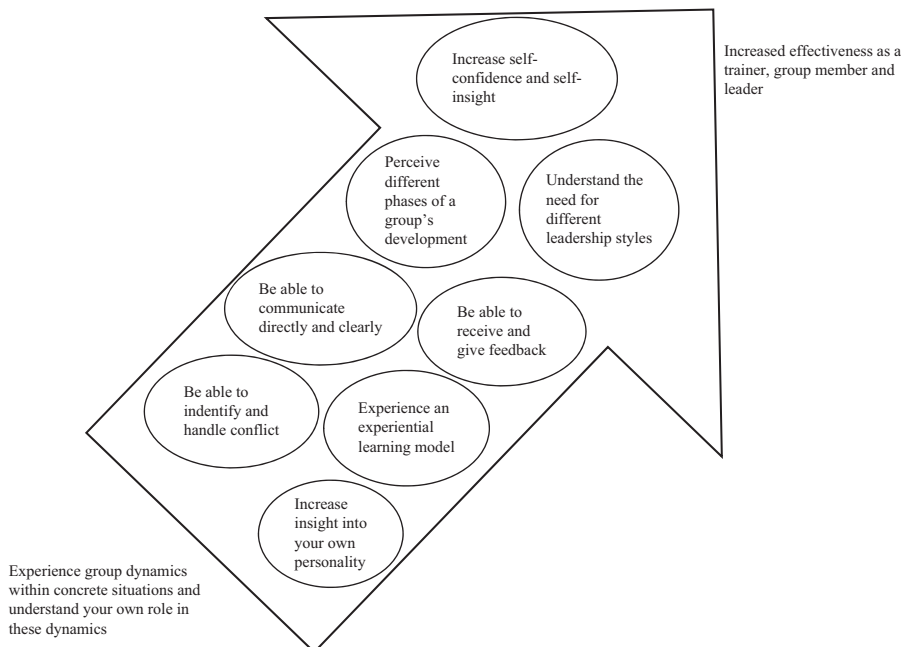 Increase self-
confidence and self-
insight
Increased effectiveness as a
trainer, group member and
leader
Perceive
different
phases of a
group’s
development
Understand the
need for
different
leadership styles
Be able to
communicate
directly and clearly
Be able to
receive and
give feedback
Be able to
indentify and
handle conflict
Experience an
experiential
learning model
Increase
insight into
your own
personality
Experience group dynamics
within concrete situations and
understand your own role in
these dynamics